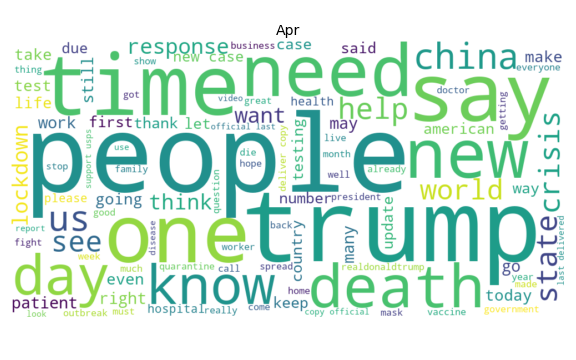 Apr
take
due
response
business
case
said
make
thing
test
still
new case
show
everyone
time
need
say
china
life
got
video
great
health
doctor
getting
help
work
first
thank
let
official last
want
may
american
lockdown
support usps
people
stop
use
family
die
hope
deliver copy
testing
live
month
well
already
new
crisis
please
going
think
question
number
president
world
way
us
see
good
one
trump
update
state
last delivered
report
fight
disease
worker
back
country
many
go
day
week
much
quarantine
know
call
spread
realdonaldtrump
death
year
patient
even
right
hospital
really
come
home
keep
mask
vaccine
today
made
government
look
outbreak
must
copy official